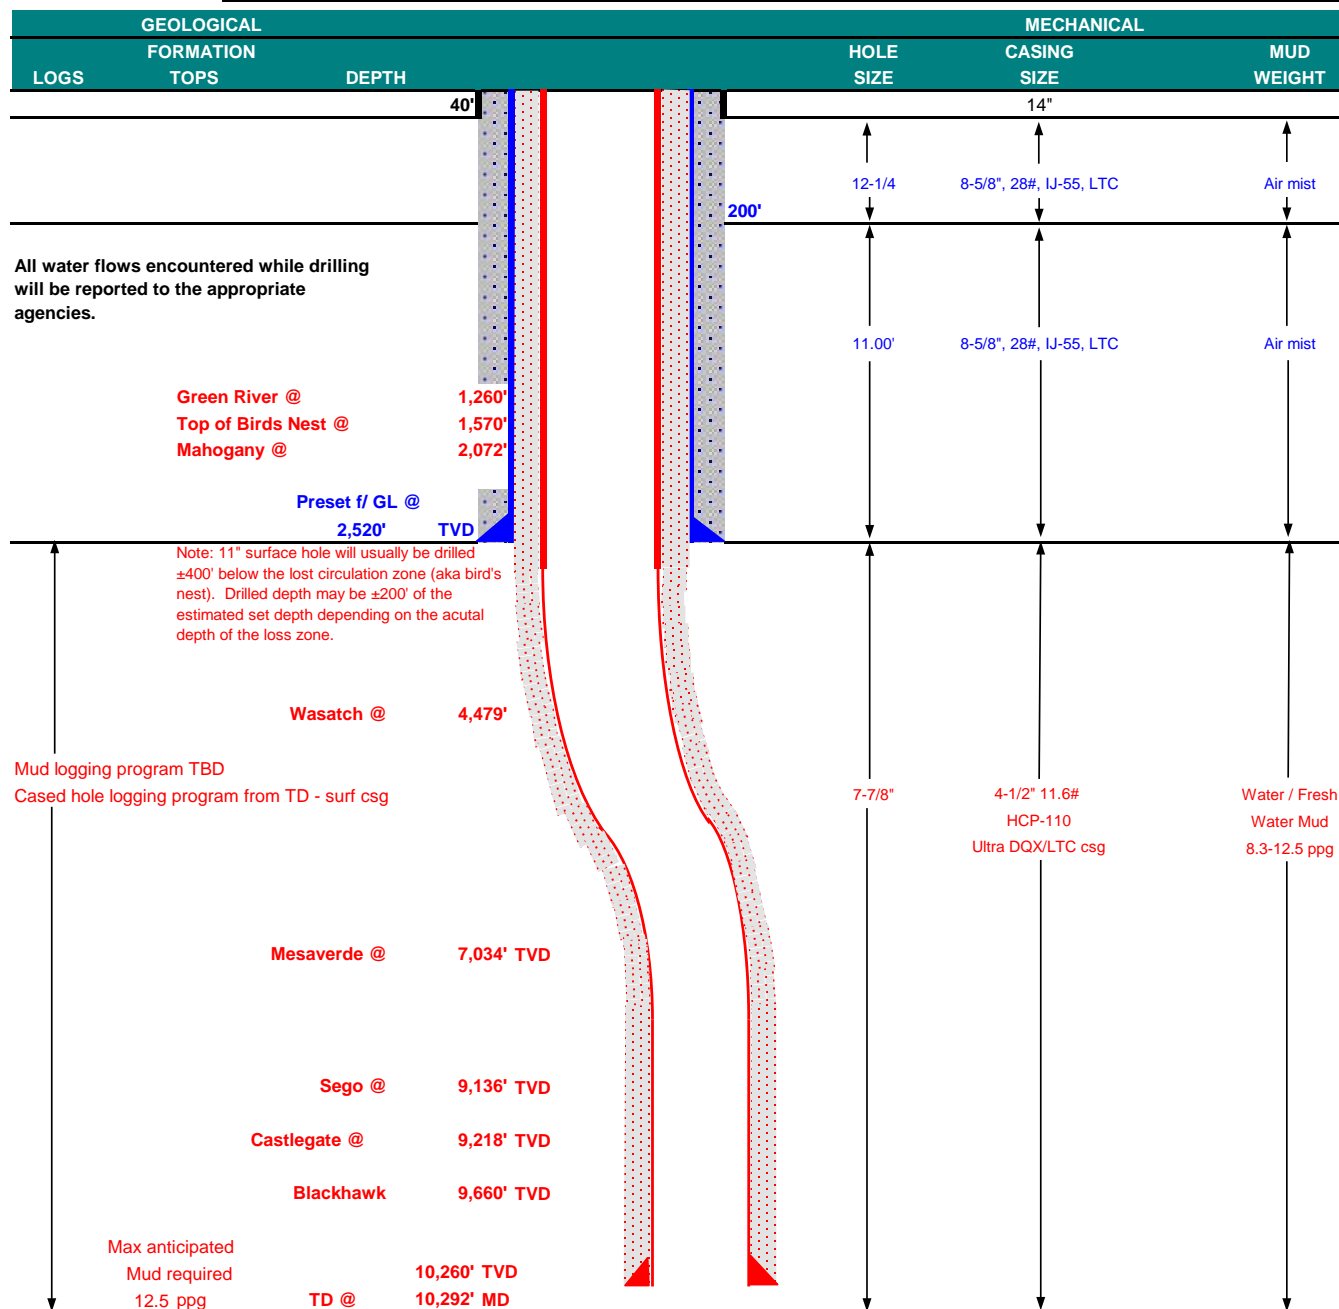 GEOLOGICAL MECHANICAL
FORMATION HOLE CASING MUD
LOGS TOPS DEPTH SIZE SIZE WEIGHT
40' 14"
12-1/4 8-5/8", 28#, IJ-55, LTC Air mist
200'
All water flows encountered while drilling
will be reported to the appropriate
agencies.
11.00' 8-5/8", 28#, IJ-55, LTC Air mist
Green River @ 1,260'
Top of Birds Nest @ 1,570'
Mahogany @ 2,072'
Preset f/ GL @
2,520' TVD
Note: 11" surface hole will usually be drilled
±400' below the lost circulation zone (aka bird's
nest). Drilled depth may be ±200' of the
estimated set depth depending on the acutal
depth of the loss zone.
Wasatch @ 4,479'
Mud logging program TBD
Cased hole logging program from TD - surf csg
7-7/8" 4-1/2" 11.6# Water / Fresh
HCP-110 Water Mud
Ultra DQX/LTC csg 8.3-12.5 ppg
Mesaverde @ 7,034' TVD
Sego @ 9,136' TVD
Castlegate @ 9,218' TVD
Blackhawk 9,660' TVD
Max anticipated
Mud required 10,260' TVD
12.5 ppg TD @ 10,292' MD